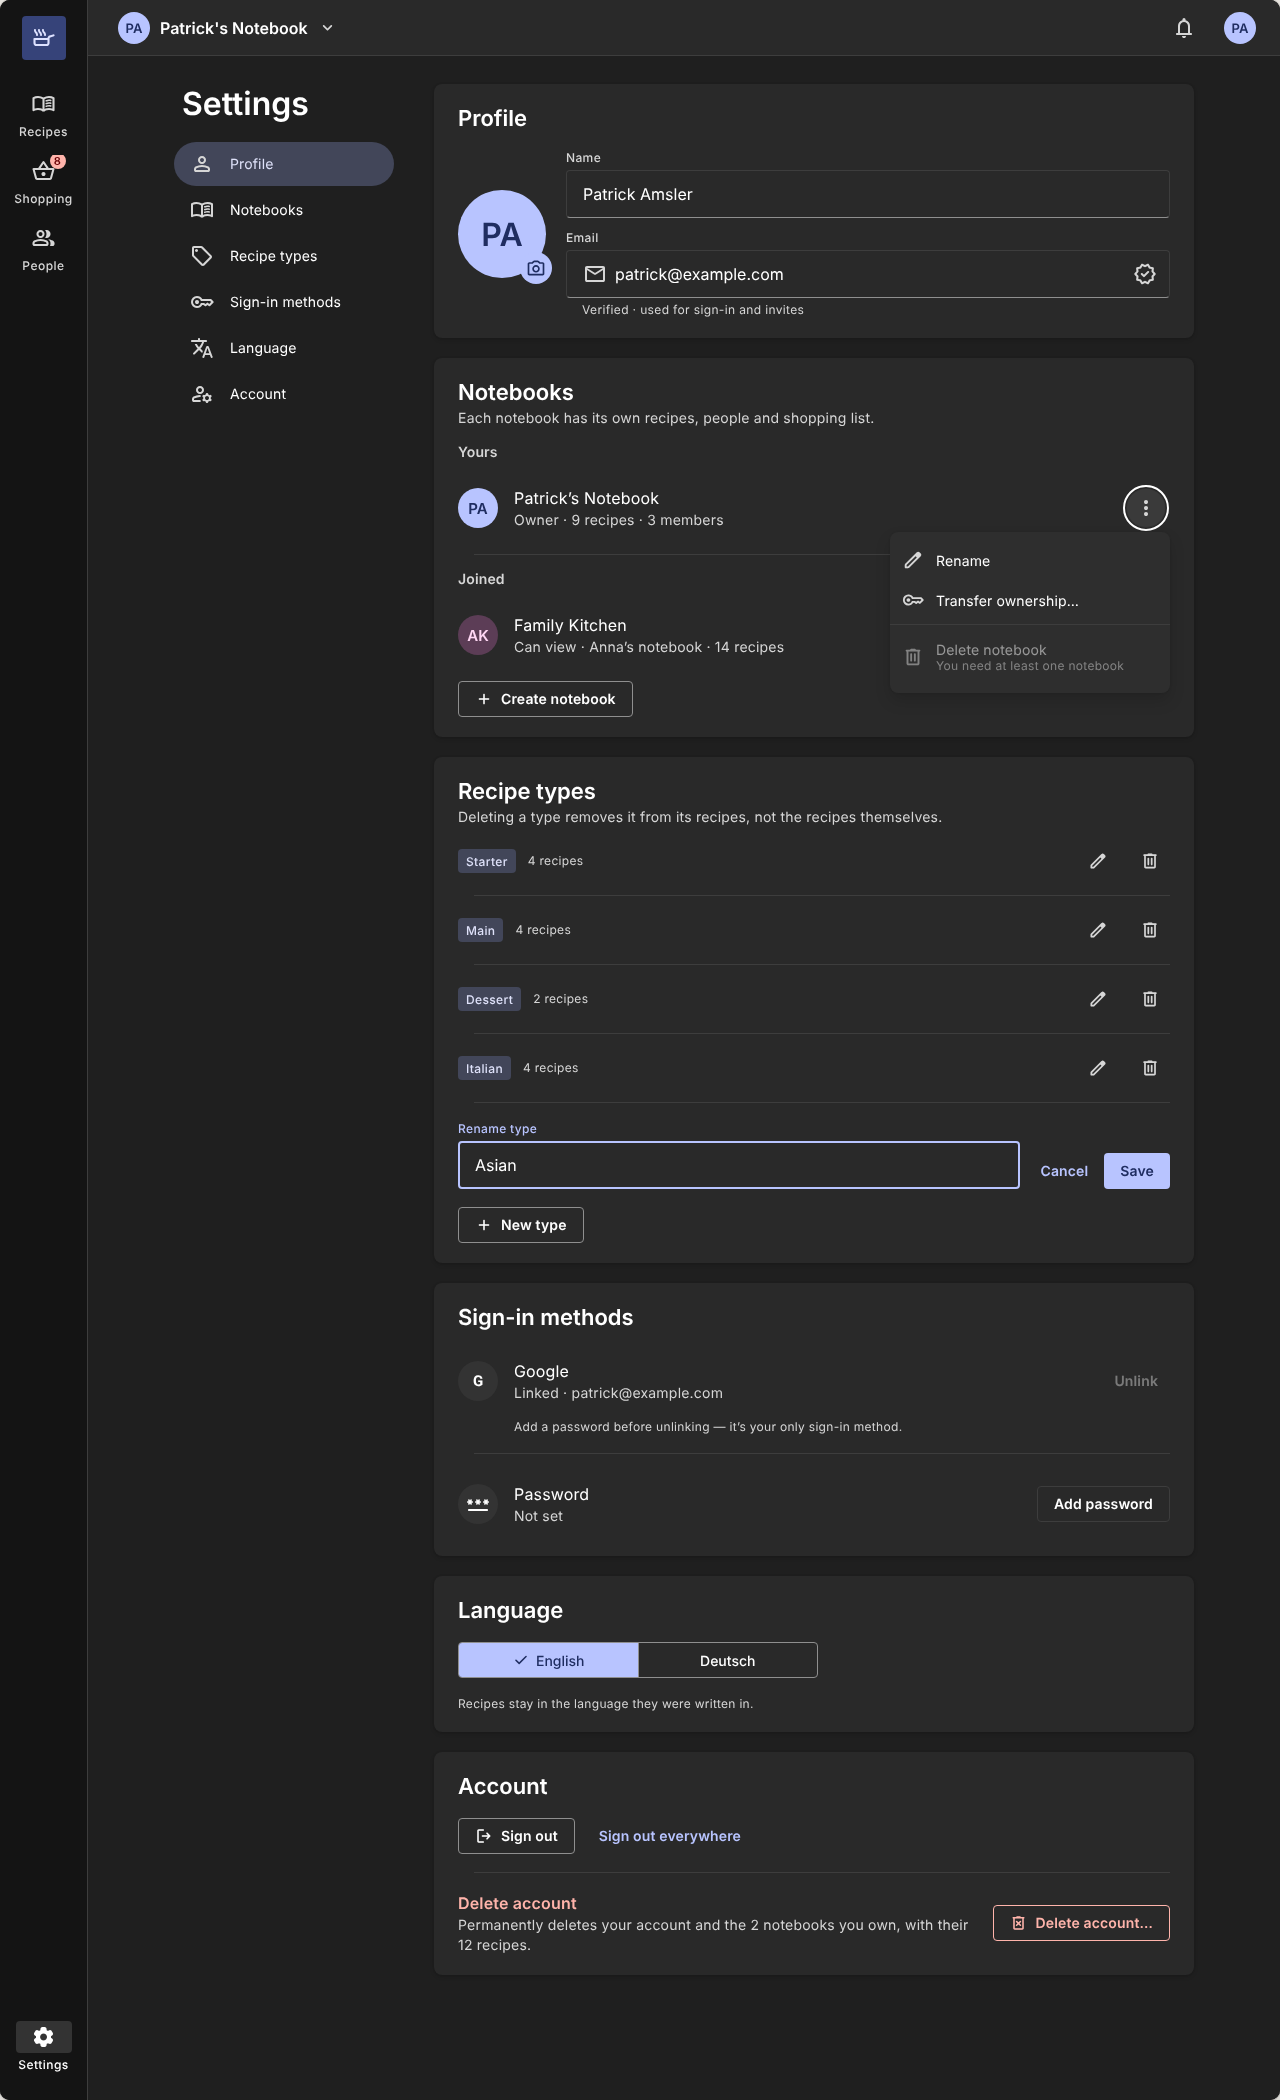 PA Patrick's Notebook
PA
Recipes
8
Shopping
People
Settings
Settings
Profile
Notebooks
Recipe types
Sign-in methods
Language
Account
Profile
PA
Name
Patrick Amsler
Email
patrick@example.com
Verified · used for sign-in and invites
Notebooks
Each notebook has its own recipes, people and shopping list.
Yours
PA
Patrick’s Notebook
Owner · 9 recipes · 3 members
Rename
Transfer ownership…
Delete notebook
You need at least one notebook
Joined
AK
Family Kitchen
Can view · Anna’s notebook · 14 recipes
Create notebook
Recipe types
Deleting a type removes it from its recipes, not the recipes themselves.
Starter 4 recipes
Main 4 recipes
Dessert 2 recipes
Italian 4 recipes
Rename type
Asian
Cancel
Save
New type
Sign-in methods
G
Google
Linked · patrick@example.com
Unlink
Add a password before unlinking — it’s your only sign-in method.
Password
Not set
Add password
Language
English
Deutsch
Recipes stay in the language they were written in.
Account
Sign out
Sign out everywhere
Delete account
Permanently deletes your account and the 2 notebooks you own, with their
12 recipes.
Delete account…